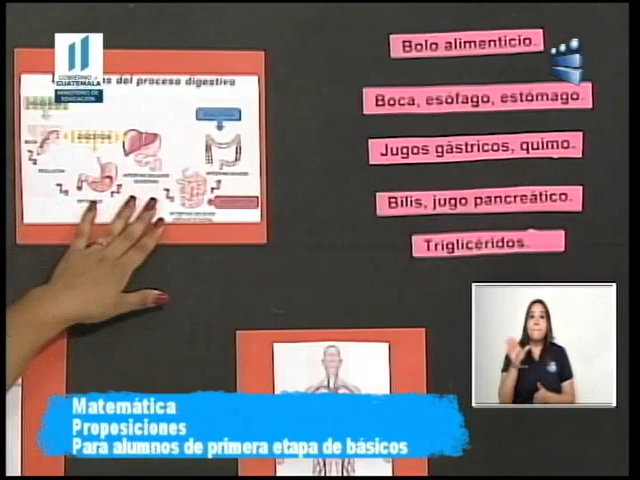 GOBIERNO de
GUATEMALA
MINISTERIO DE
EDUCACIÓN
del proceso digestivo
Bolo alimenticio.
Boca, esófago, estómago.
Jugos gástricos, quimo.
Bilis, jugo pancreático.
Triglicéridos.
Matemática
Proposiciones
Para alumnos de primera etapa de básicos